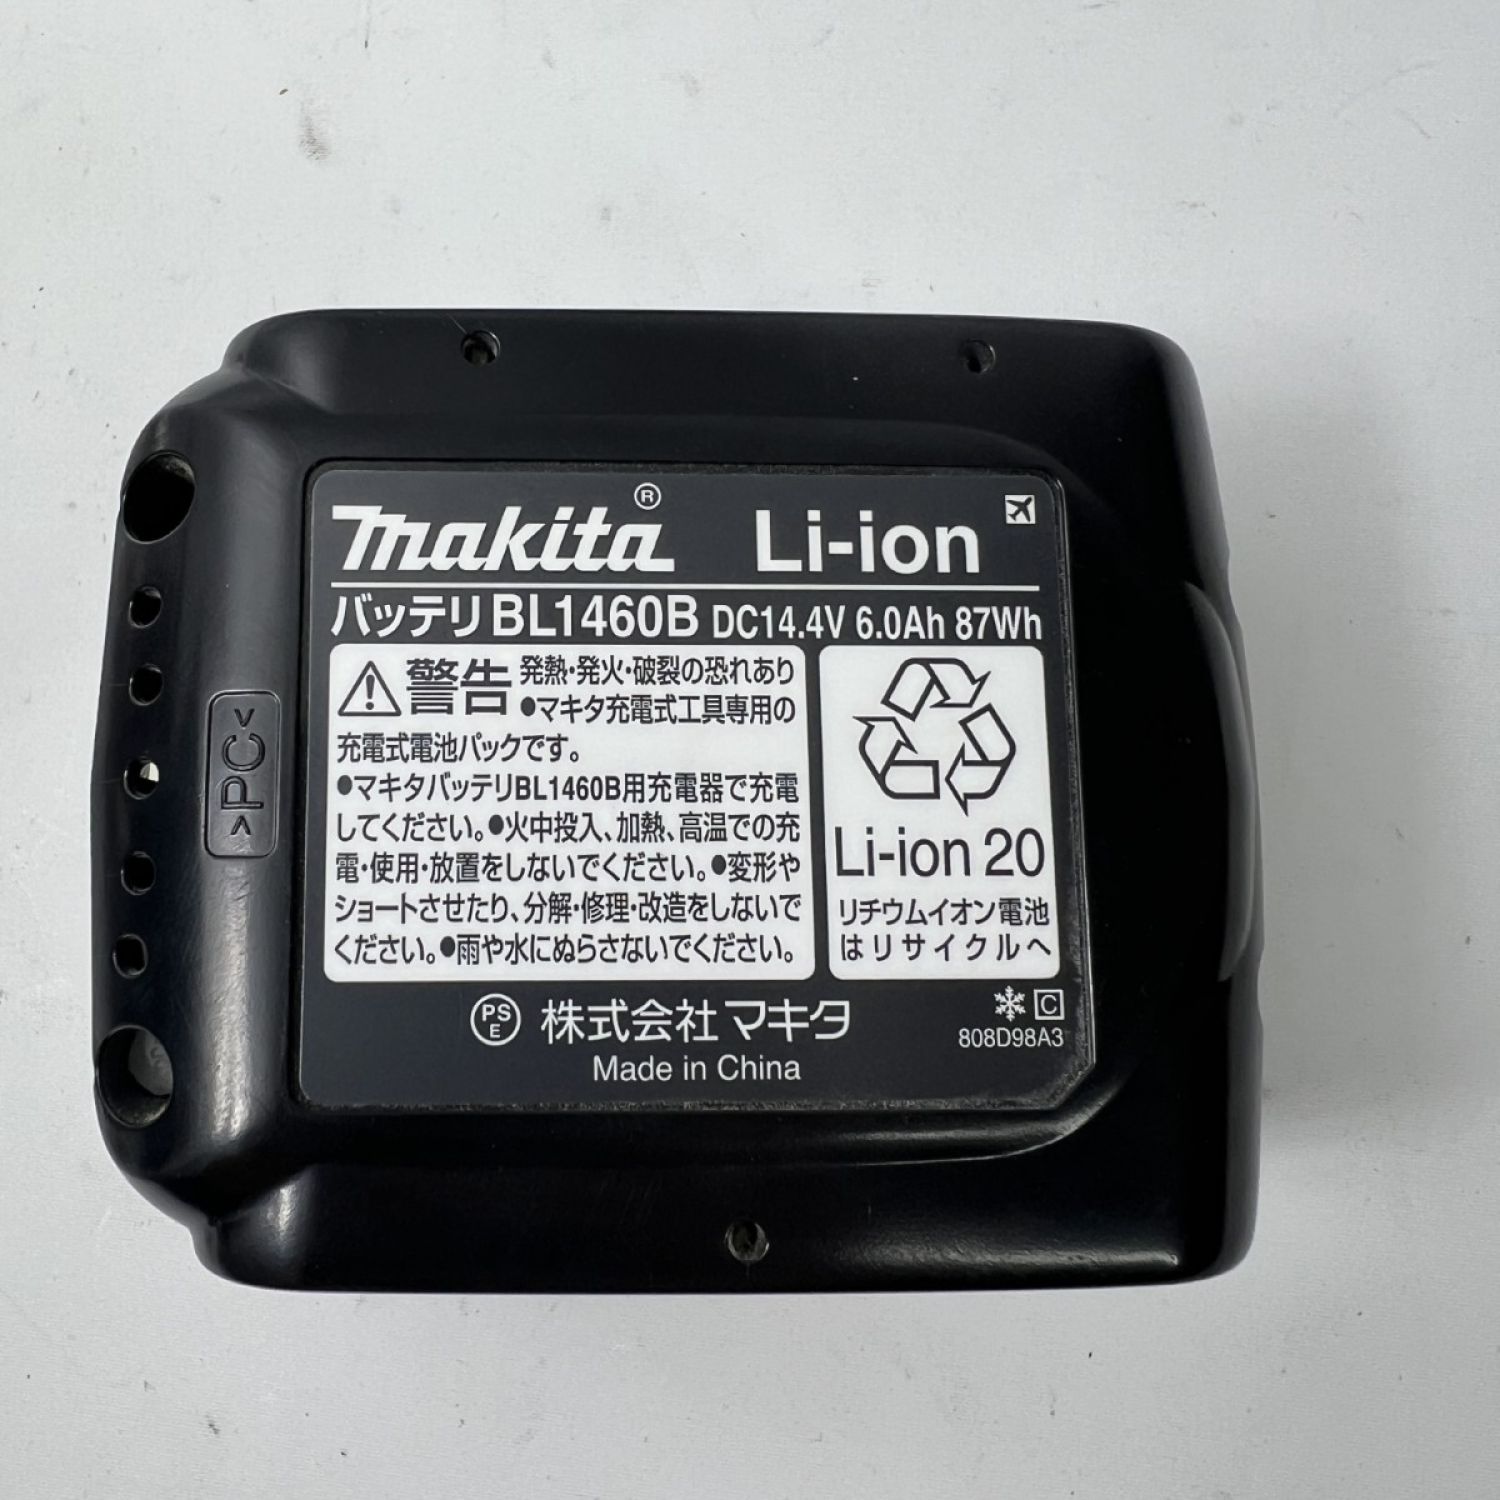 makita® Li-ion
バッテリ BL1460B DC14.4V 6.0Ah 87Wh
警告 発熱・発火・破裂の恐れあり
●マキタ充電式工具専用の
充電式電池パックです。
●マキタバッテリBL1460B用充電器で充電
してください。●火中投入、加熱、高温での充
電・使用・放置をしないでください。●変形や
ショートさせたり、分解・修理・改造をしないで
ください。●雨や水にぬらさないでください。
Li-ion 20
リチウムイオン電池
はリサイクルへ
PSE 株式会社マキタ
Made in China
C
808D98A3
>PC<